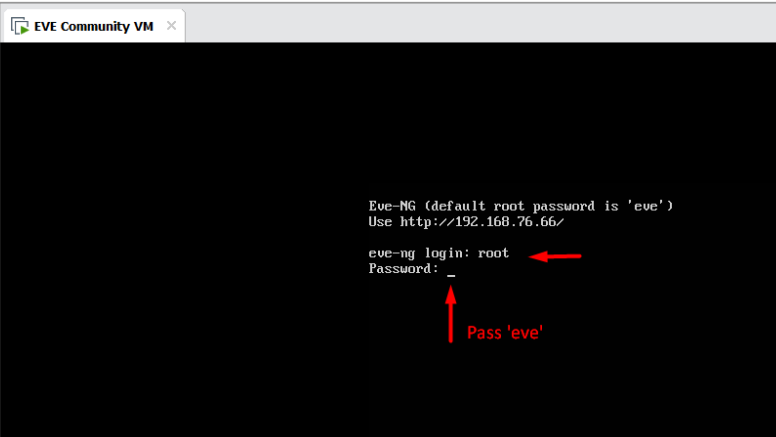 EVE Community VM
Eve-NG (default root password is 'eve')
Use http://192.168.76.66/
eve-ng login: root
Password: _
Pass 'eve'